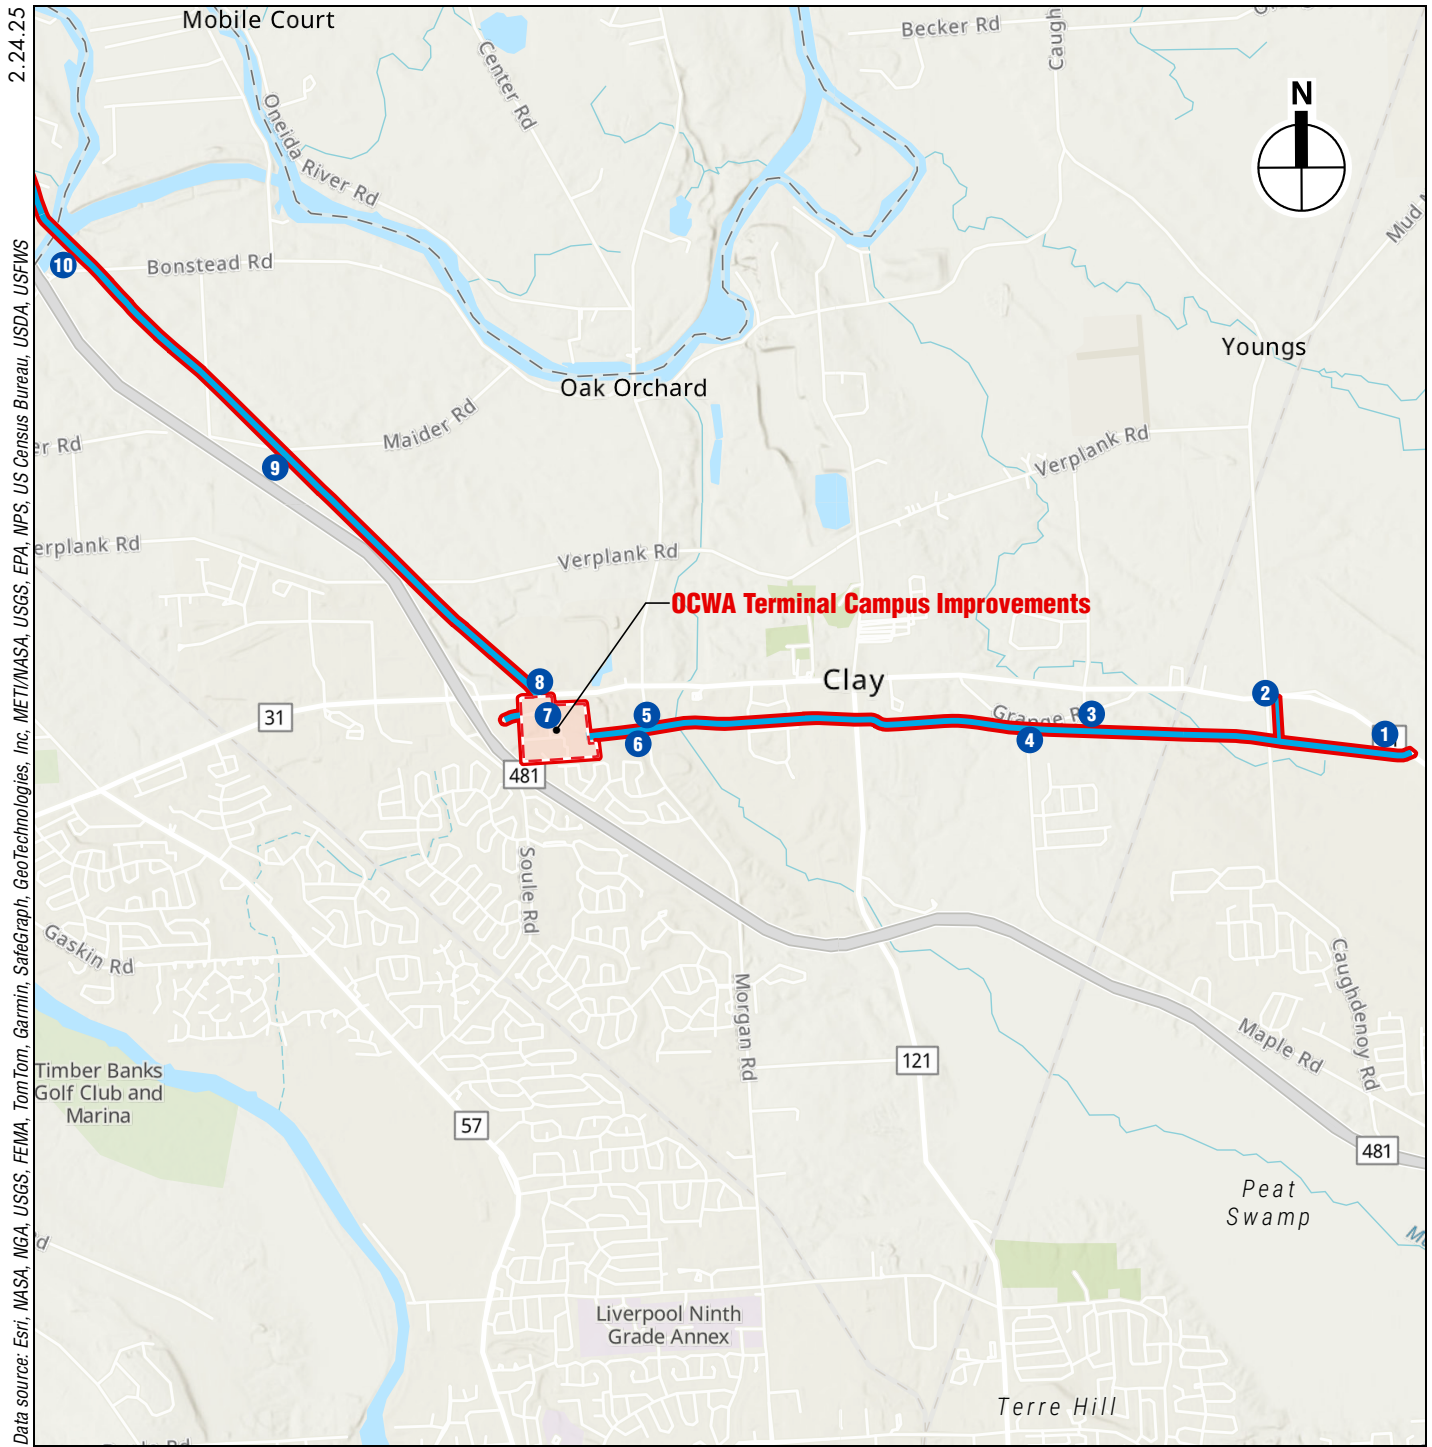 2.24.25
Data source: Esri, NASA, NGA, USGS, FEMA, TomTom, Garmin, SafeGraph, GeoTechnologies, Inc, METI/NASA, USGS, EPA, NPS, US Census Bureau, USDA, USFWS
Mobile Court
Becker Rd
Caugh
Center Rd
N
Oneida River Rd
Mud
Bonstead Rd
10
Youngs
Oak Orchard
Maider Rd
er Rd
Verplank Rd
9
erplank Rd
Verplank Rd
OCWA Terminal Campus Improvements
Clay
8
2
31
7
5
Grange R
3
1
6
4
481
Soule Rd
Gaskin Rd
Morgan Rd
Caughdenoy Rd
Maple Rd
Timber Banks
Golf Club and
Marina
121
57
481
Peat
Swamp
Rd
Liverpool Ninth
Grade Annex
Terre Hill